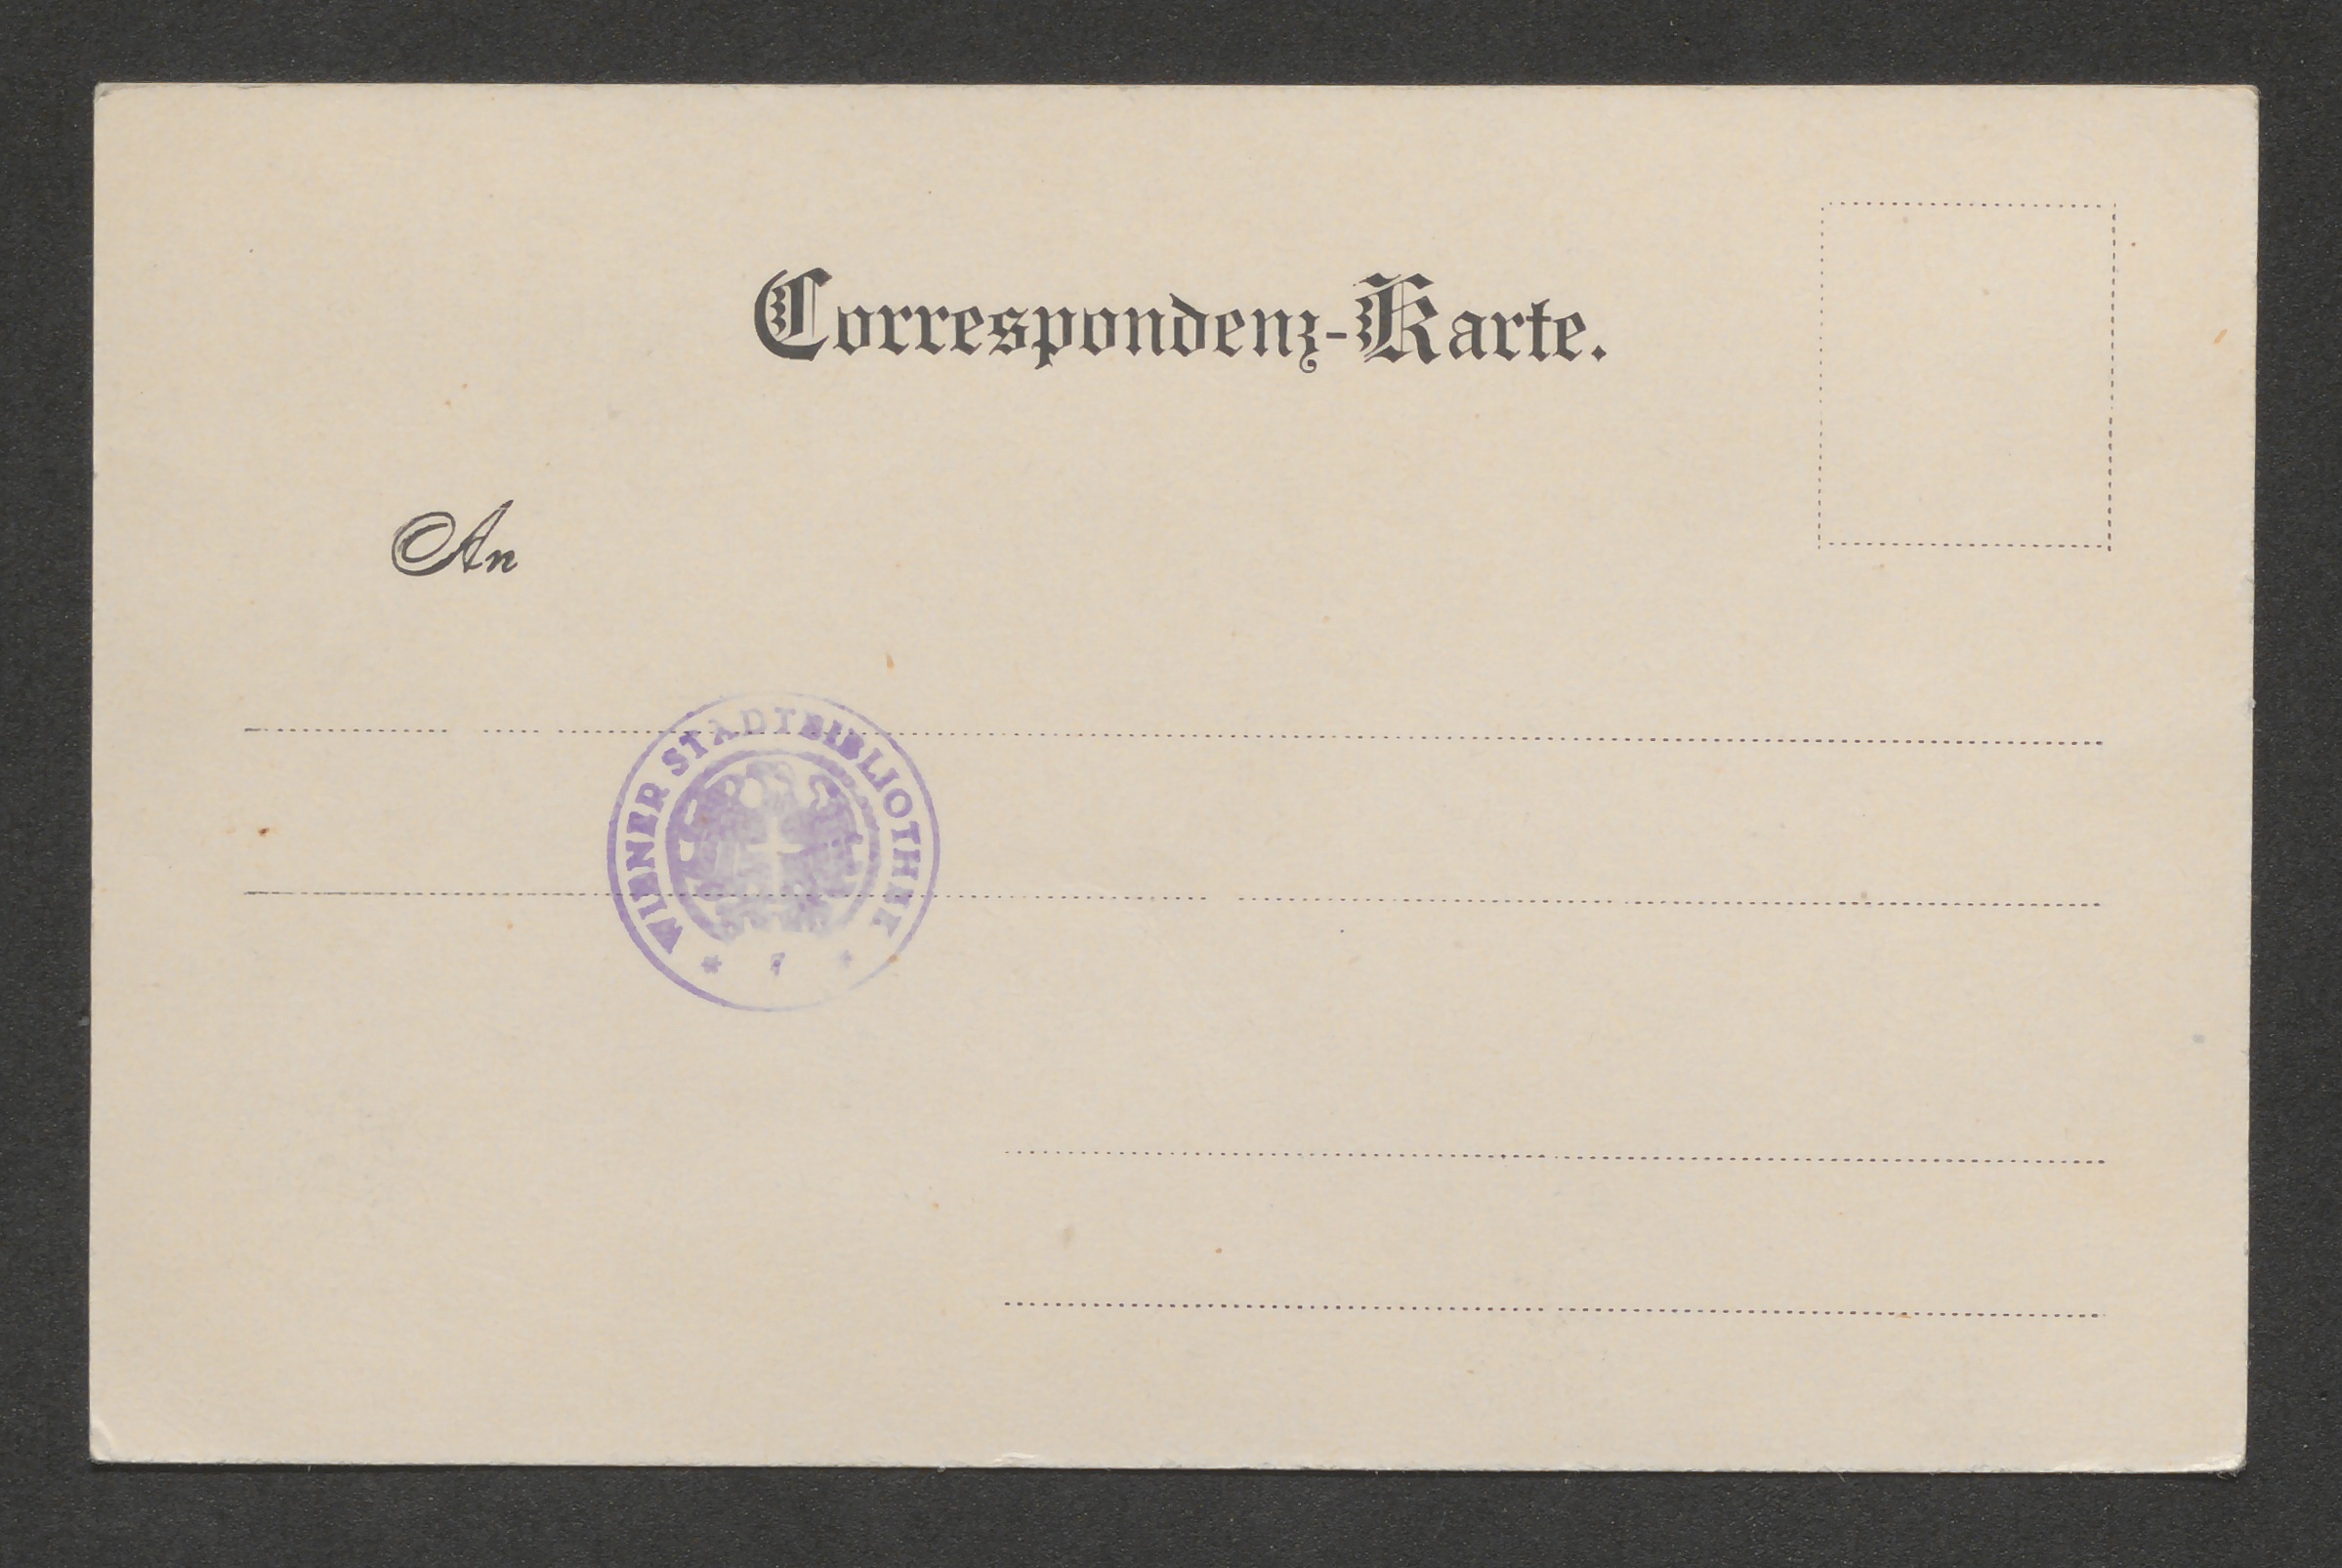 Correspondenz-Karte.
An
WIENER STADTBIBLIOTHEK